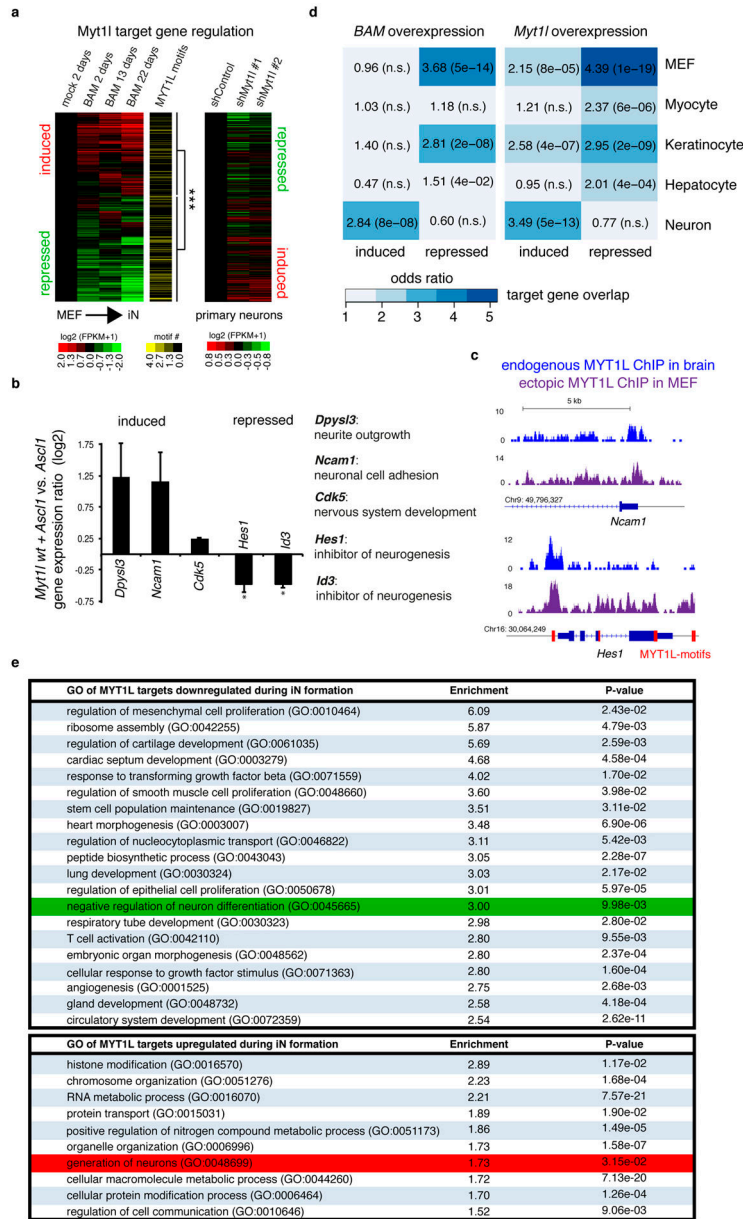 a
Myt1l target gene regulation
mock 2 days
BAM 2 days
BAM 13 days
BAM 22 days
MYT1L motifs
shControl
shMyt1l #1
shMyt1l #2
induced
repressed
***
repressed
induced
MEF iN
primary neurons
log2 (FPKM+1)
2.0 1.3 0.7 0.0 -0.7 -1.3 -2.0
motif #
4.0 2.7 1.3 0.0
log2 (FPKM+1)
0.8 0.5 0.3 0.0 -0.3 -0.5 -0.8
b
induced repressed
Myt1l wt + Ascl1 vs. Ascl1
gene expression ratio (log2)
1.75
1.25
0.75
0.25
-0.25
-0.75
Dpysl3
Ncam1
Cdk5
Hes1
Id3
* *
Dpysl3:
neurite outgrowth
Ncam1:
neuronal cell adhesion
Cdk5:
nervous system development
Hes1:
inhibitor of neurogenesis
Id3:
inhibitor of neurogenesis
d
BAM overexpression Myt1l overexpression
0.96 (n.s.) 3.68 (5e-14) 2.15 (8e-05) 4.39 (1e-19) MEF
1.03 (n.s.) 1.18 (n.s.) 1.21 (n.s.) 2.37 (6e-06) Myocyte
1.40 (n.s.) 2.81 (2e-08) 2.58 (4e-07) 2.95 (2e-09) Keratinocyte
0.47 (n.s.) 1.51 (4e-02) 0.95 (n.s.) 2.01 (4e-04) Hepatocyte
2.84 (8e-08) 0.60 (n.s.) 3.49 (5e-13) 0.77 (n.s.) Neuron
induced repressed induced repressed
odds ratio
target gene overlap
1 2 3 4 5
c
endogenous MYT1L ChIP in brain
ectopic MYT1L ChIP in MEF
5 kb
10
0
14
0
Chr9: 49,796,327
Ncam1
12
0
12
0
Chr16: 30,064,249
Hes1 MYT1L-motifs
e
GO of MYT1L targets downregulated during iN formation Enrichment P-value
regulation of mesenchymal cell proliferation (GO:0010464) 6.09 2.43e-02
ribosome assembly (GO:0042255) 5.87 4.79e-03
regulation of cartilage development (GO:0061035) 5.69 2.59e-03
cardiac septum development (GO:0003279) 4.68 4.58e-04
response to transforming growth factor beta (GO:0071559) 4.02 1.70e-02
regulation of smooth muscle cell proliferation (GO:0048660) 3.60 3.98e-02
stem cell population maintenance (GO:0019827) 3.51 3.11e-02
heart morphogenesis (GO:0003007) 3.48 6.90e-06
regulation of nucleocytoplasmic transport (GO:0046822) 3.11 5.42e-03
peptide biosynthetic process (GO:0043043) 3.05 2.28e-07
lung development (GO:0030324) 3.03 2.17e-02
regulation of epithelial cell proliferation (GO:0050678) 3.01 5.97e-05
negative regulation of neuron differentiation (GO:0045665) 3.00 9.98e-03
respiratory tube development (GO:0030323) 2.98 2.80e-02
T cell activation (GO:0042110) 2.80 9.55e-03
embryonic organ morphogenesis (GO:0048562) 2.80 2.37e-04
cellular response to growth factor stimulus (GO:0071363) 2.80 1.60e-04
angiogenesis (GO:0001525) 2.75 2.68e-03
gland development (GO:0048732) 2.58 4.18e-04
circulatory system development (GO:0072359) 2.54 2.62e-11
GO of MYT1L targets upregulated during iN formation Enrichment P-value
histone modification (GO:0016570) 2.89 1.17e-02
chromosome organization (GO:0051276) 2.23 1.68e-04
RNA metabolic process (GO:0016070) 2.21 7.57e-21
protein transport (GO:0015031) 1.89 1.90e-02
positive regulation of nitrogen compound metabolic process (GO:0051173) 1.86 1.49e-05
organelle organization (GO:0006996) 1.73 1.58e-07
generation of neurons (GO:0048699) 1.73 3.15e-02
cellular macromolecule metabolic process (GO:0044260) 1.72 7.13e-20
cellular protein modification process (GO:0006464) 1.70 1.26e-04
regulation of cell communication (GO:0010646) 1.52 9.06e-03